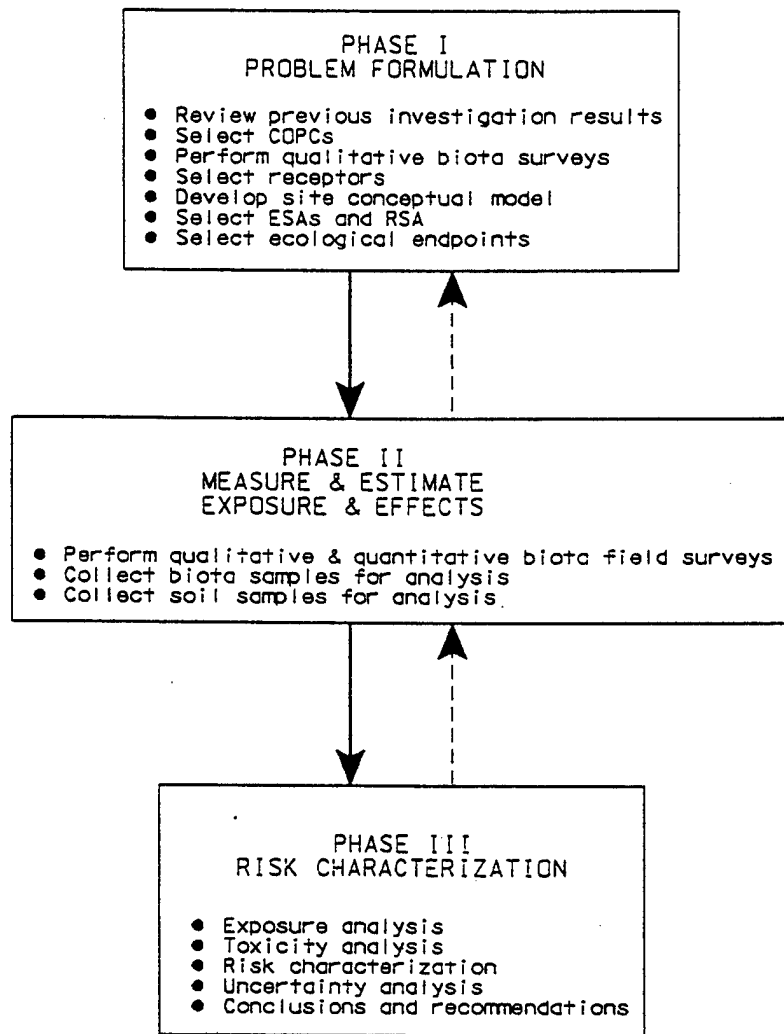 PHASE I
PROBLEM FORMULATION
● Review previous investigation results
● Select COPCs
● Perform qualitative biota surveys
● Select receptors
● Develop site conceptual model
● Select ESAs and RSA
● Select ecological endpoints
PHASE II
MEASURE & ESTIMATE
EXPOSURE & EFFECTS
● Perform qualitative & quantitative biota field surveys
● Collect biota samples for analysis
● Collect soil samples for analysis
PHASE III
RISK CHARACTERIZATION
● Exposure analysis
● Toxicity analysis
● Risk characterization
● Uncertainty analysis
● Conclusions and recommendations